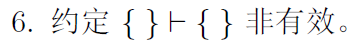 6. 约定 { } ⊢ { } 非有效。